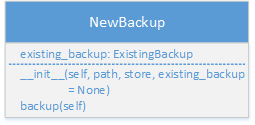 NewBackup
existing_backup: ExistingBackup
__init__(self, path, store, existing_backup
= None)
backup(self)